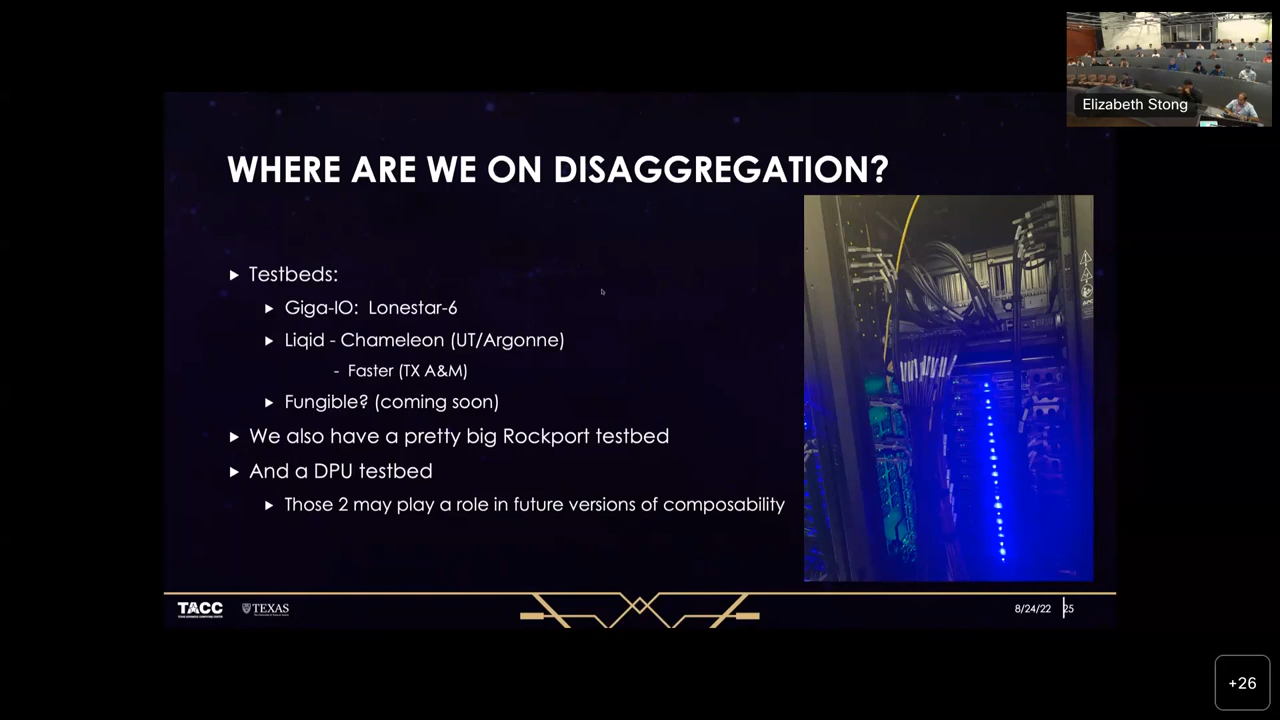 Elizabeth Stong
WHERE ARE WE ON DISAGGREGATION?
Testbeds:
Giga-IO: Lonestar-6
Liqid - Chameleon (UT/Argonne)
- Faster (TX A&M)
Fungible? (coming soon)
We also have a pretty big Rockport testbed
And a DPU testbed
Those 2 may play a role in future versions of composability
TACC
TEXAS
8/24/22
25
+26